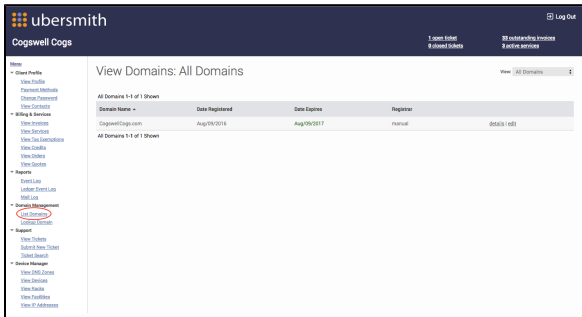 ubersmith
Log Out
Cogswell Cogs
1 open ticket
0 closed tickets
33 outstanding invoices
3 active services
Menu
Client Profile
View Profile
Payment Methods
Change Password
View Contacts
Billing & Services
View Invoices
View Services
View Tax Exemptions
View Credits
View Orders
View Quotes
Reports
Event Log
Ledger Event Log
Mail Log
Domain Management
List Domains
Lookup Domain
Support
View Tickets
Submit New Ticket
Ticket Search
Device Manager
View DNS Zones
View Devices
View Racks
View Facilities
View IP Addresses
View Domains: All Domains
View All Domains
All Domains 1-1 of 1 Shown
Domain Name Date Registered Date Expires Registrar
CogswellCogs.com Aug/09/2016 Aug/09/2017 manual details | edit
All Domains 1-1 of 1 Shown